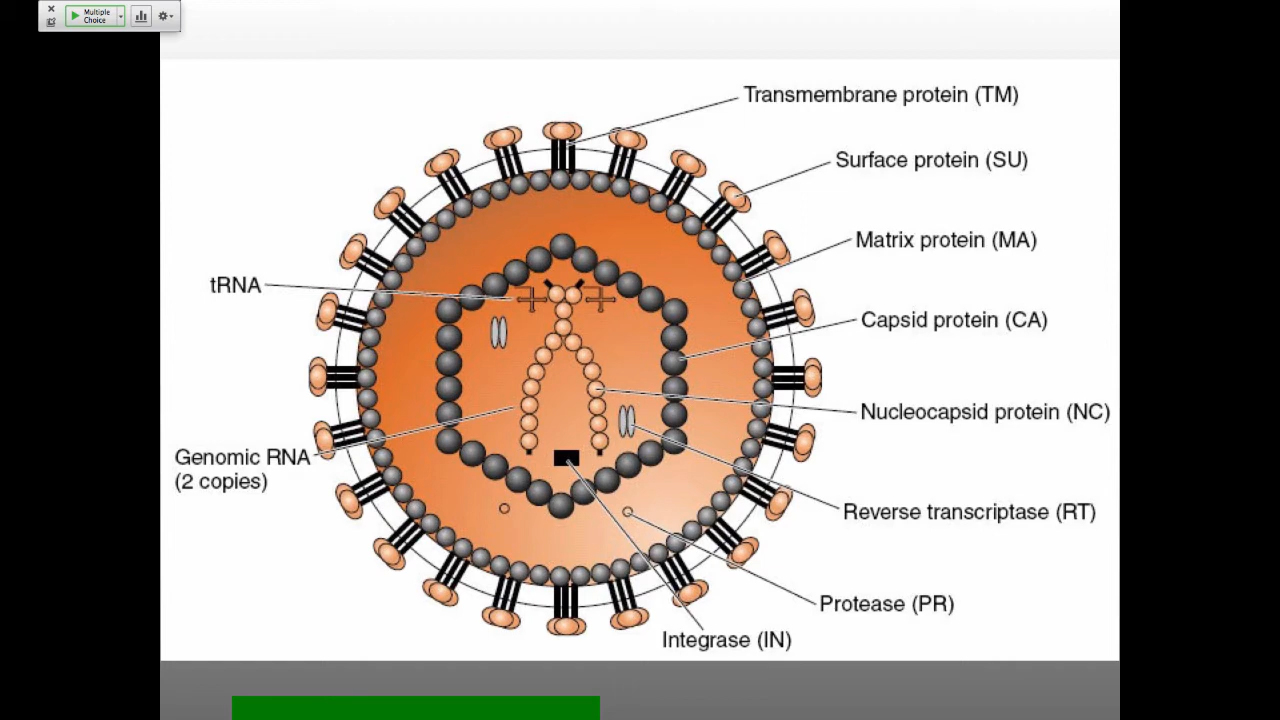 Multiple
Choice
Transmembrane protein (TM)
Surface protein (SU)
Matrix protein (MA)
tRNA
Capsid protein (CA)
Nucleocapsid protein (NC)
Genomic RNA
(2 copies)
Reverse transcriptase (RT)
Protease (PR)
Integrase (IN)